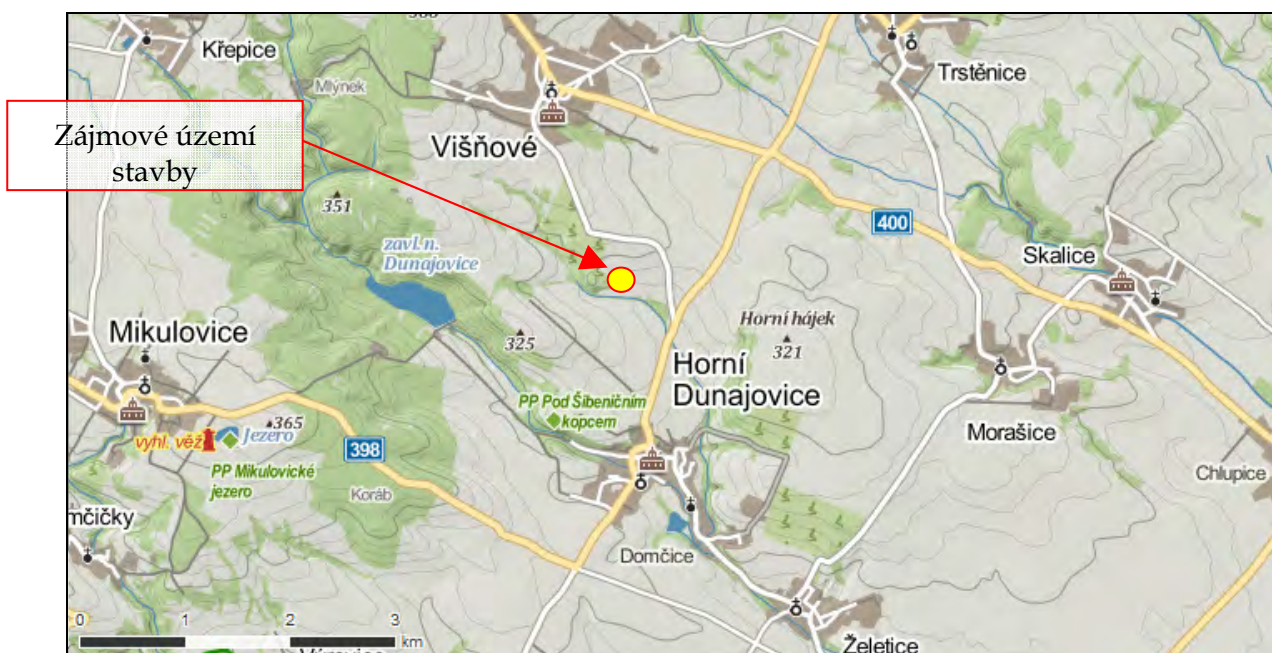 Křepice
Trstěnice
Mlýnek
Zájmové území
stavby
Višňové
351
400
zavl. n.
Dunajovice
Skalice
Mikulovice
325
Horní hájek
321
Horní
Dunajovice
PP Pod Šibeničním
kopcem
365
vyhl. věž
Jezero
398
PP Mikulovické
jezero
Koráb
Morašice
Chlupice
mčičky
Domčice
0 1 2 3
km
Želetice